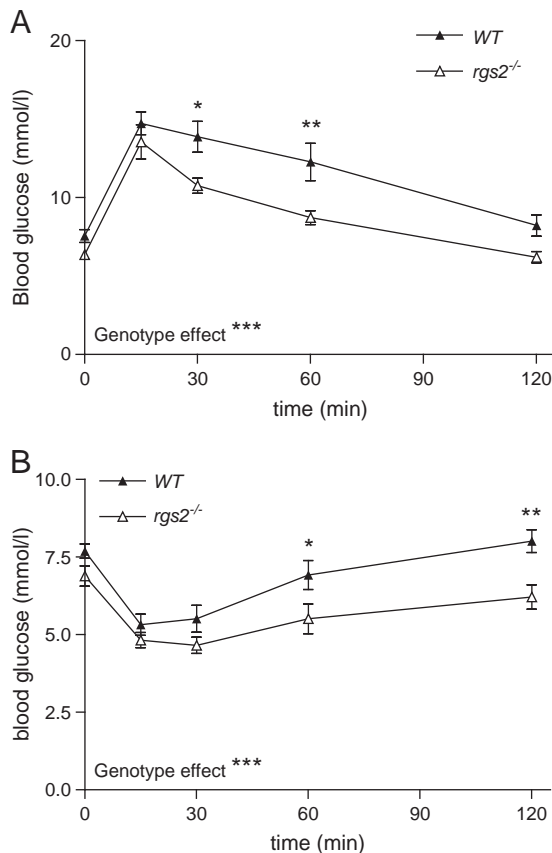 A
20
10
0
Blood glucose (mmol/l)
WT
rgs2-/-
*
**
Genotype effect ***
0
30
60
90
120
time (min)
B
10.0
7.5
5.0
2.5
0.0
blood glucose (mmol/l)
WT
rgs2-/-
*
**
Genotype effect ***
0
30
60
90
120
time (min)